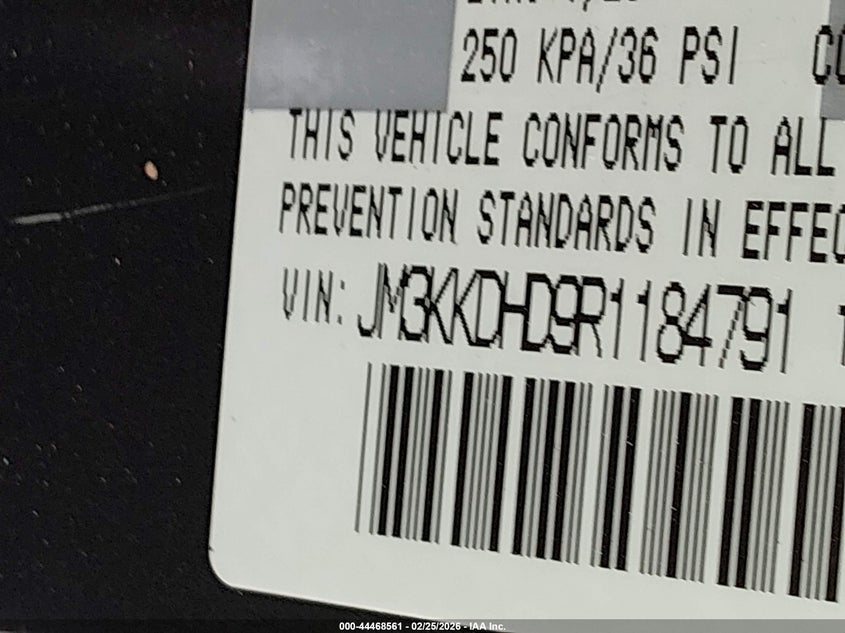 250 KPA/36 PSI
THIS VEHICLE CONFORMS TO ALL
PREVENTION STANDARDS IN EFFEC
VIN: JM3KKDHD9R1184791
000-44468561 - 02/25/2026 - IAA Inc.